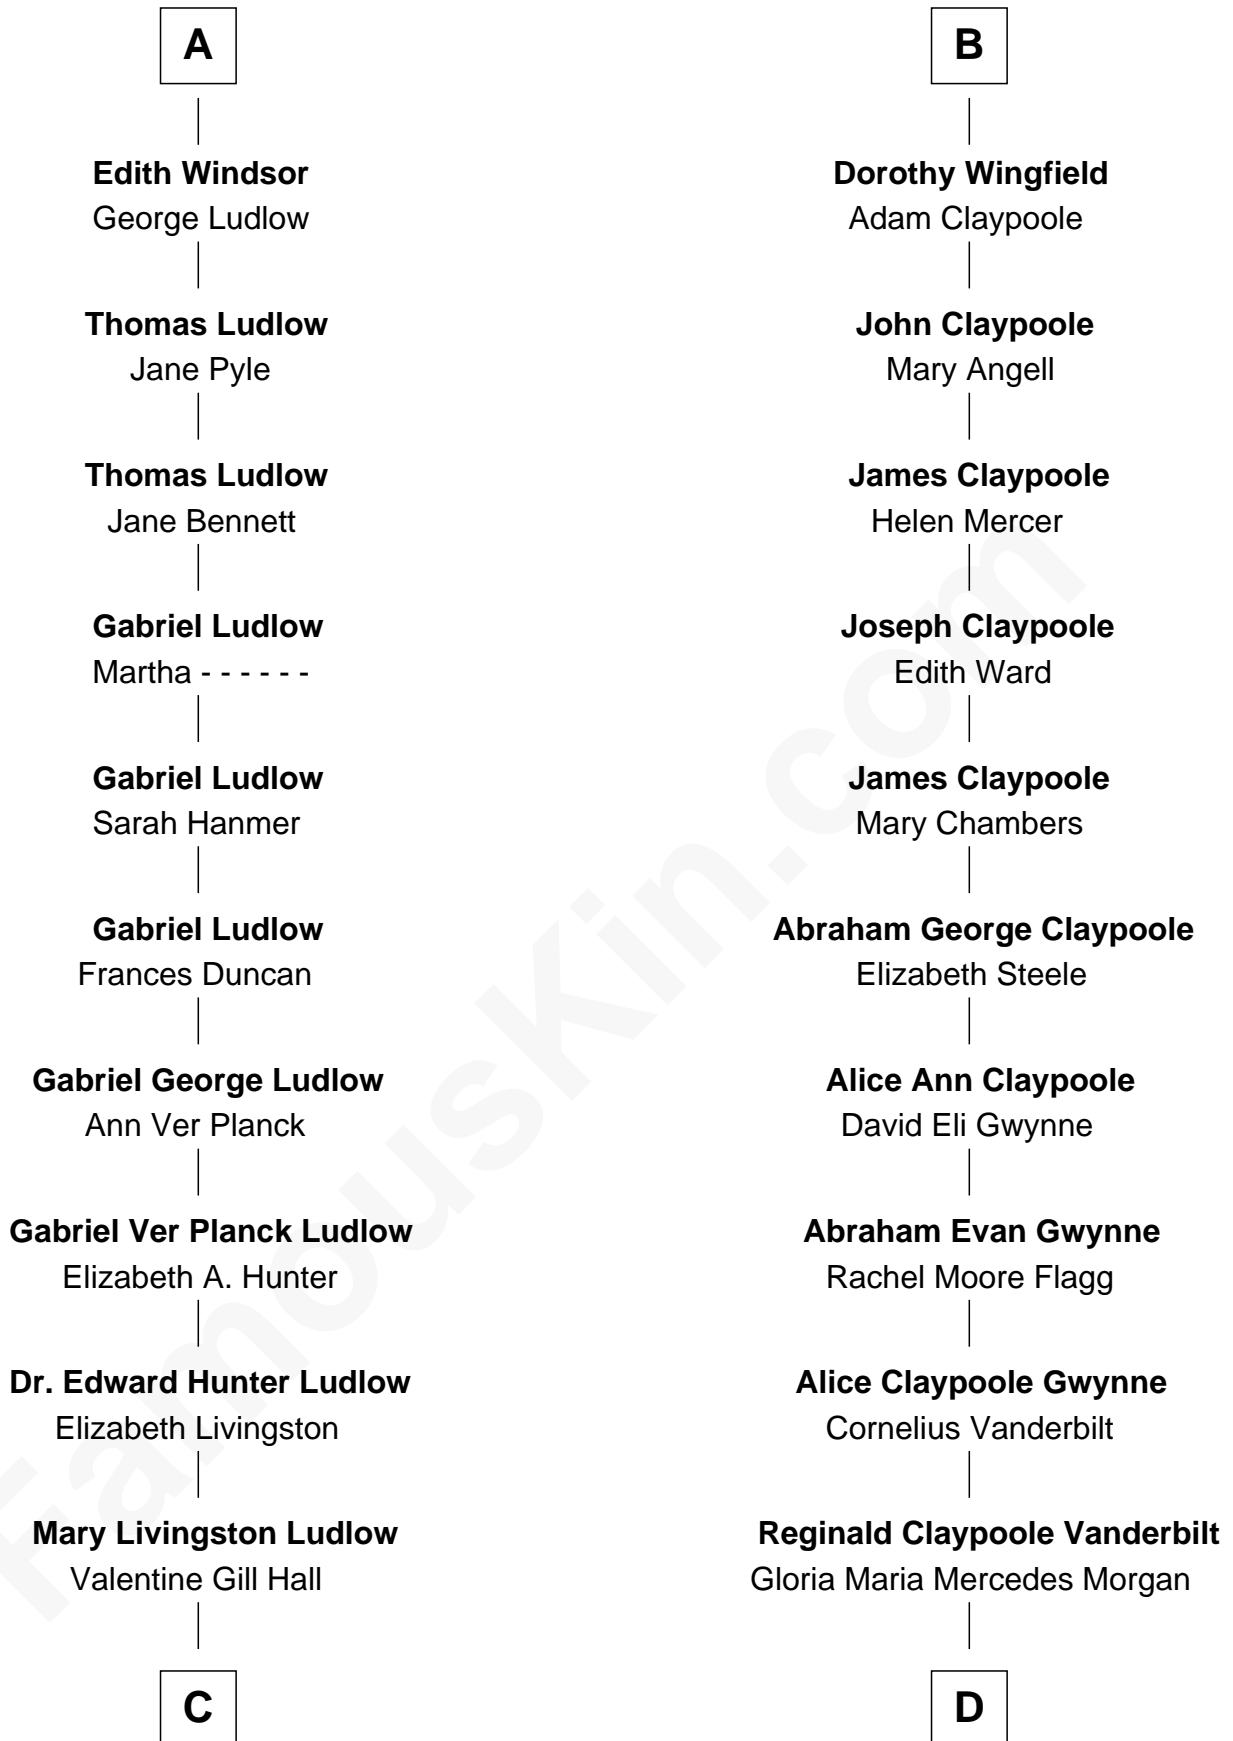 A
Edith Windsor
George Ludlow
Thomas Ludlow
Jane Pyle
Thomas Ludlow
Jane Bennett
Gabriel Ludlow
Martha - - - - - -
Gabriel Ludlow
Sarah Hanmer
Gabriel Ludlow
Frances Duncan
Gabriel George Ludlow
Ann Ver Planck
Gabriel Ver Planck Ludlow
Elizabeth A. Hunter
Dr. Edward Hunter Ludlow
Elizabeth Livingston
Mary Livingston Ludlow
Valentine Gill Hall
C
B
Dorothy Wingfield
Adam Claypoole
John Claypoole
Mary Angell
James Claypoole
Helen Mercer
Joseph Claypoole
Edith Ward
James Claypoole
Mary Chambers
Abraham George Claypoole
Elizabeth Steele
Alice Ann Claypoole
David Eli Gwynne
Abraham Evan Gwynne
Rachel Moore Flagg
Alice Claypoole Gwynne
Cornelius Vanderbilt
Reginald Claypoole Vanderbilt
Gloria Maria Mercedes Morgan
D
FamousKin.com